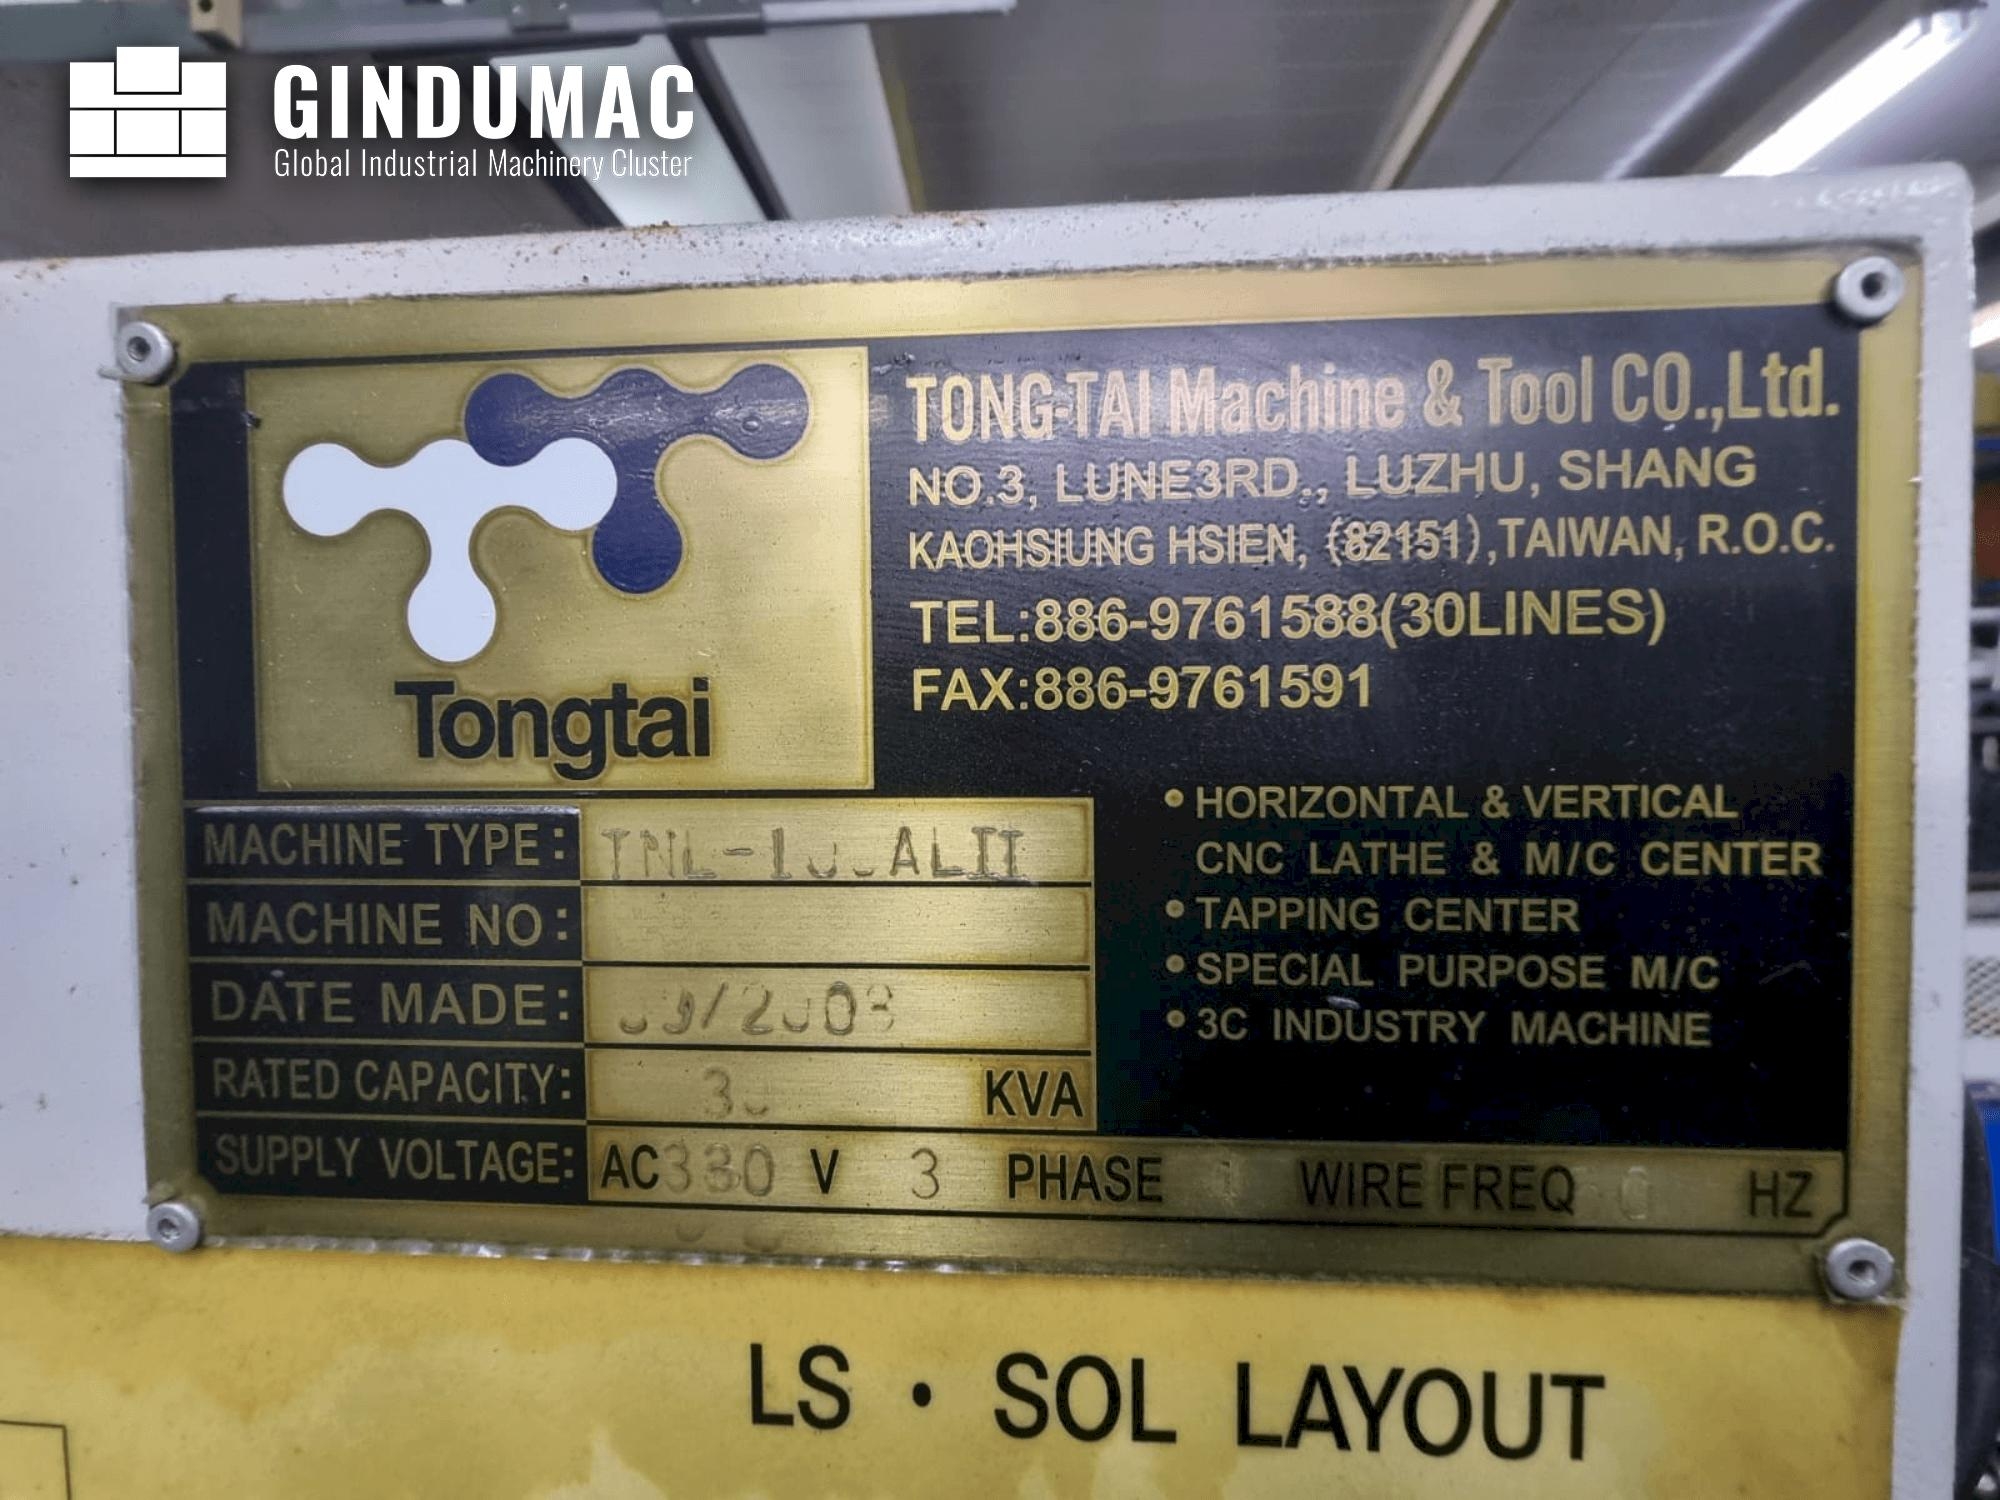 GINDUMAC
Global Industrial Machinery Cluster
TONG-TAI Machine & Tool CO.,Ltd.
NO.3, LUNE3RD., LUZHU, SHANG
KAOHSIUNG HSIEN, (82151),TAIWAN, R.O.C.
TEL:886-9761588(30LINES)
FAX:886-9761591
Tongtai
MACHINE TYPE:
MACHINE NO:
DATE MADE:
RATED CAPACITY: KVA
SUPPLY VOLTAGE: AC V 3 PHASE WIRE FREQ HZ
• HORIZONTAL & VERTICAL
CNC LATHE & M/C CENTER
• TAPPING CENTER
• SPECIAL PURPOSE M/C
• 3C INDUSTRY MACHINE
LS · SOL LAYOUT